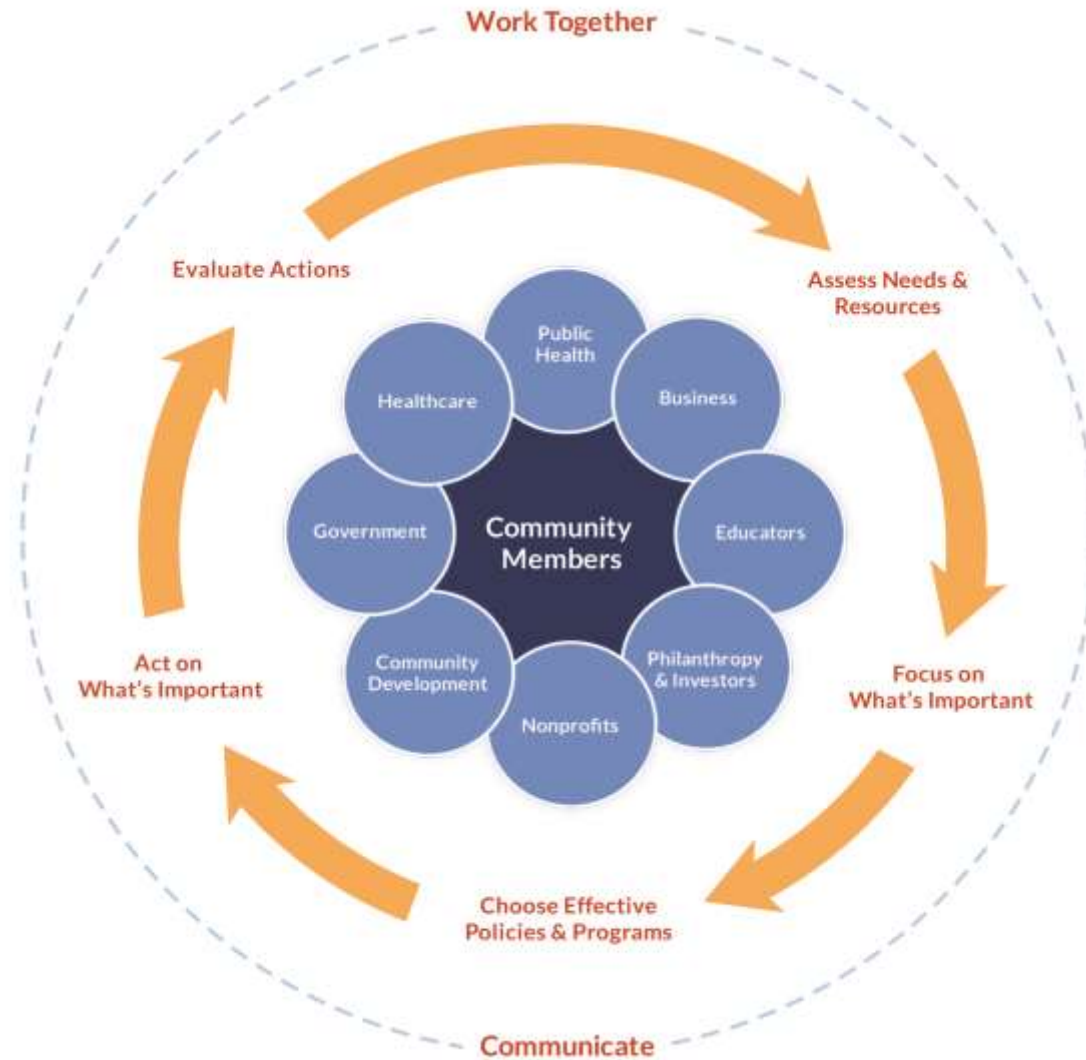 Work Together
Evaluate Actions
Assess Needs &
Resources
Public
Health
Healthcare
Business
Government
Community
Members
Educators
Act on
What's Important
Community
Development
Philanthropy
& Investors
Focus on
What's Important
Nonprofits
Choose Effective
Policies & Programs
Communicate